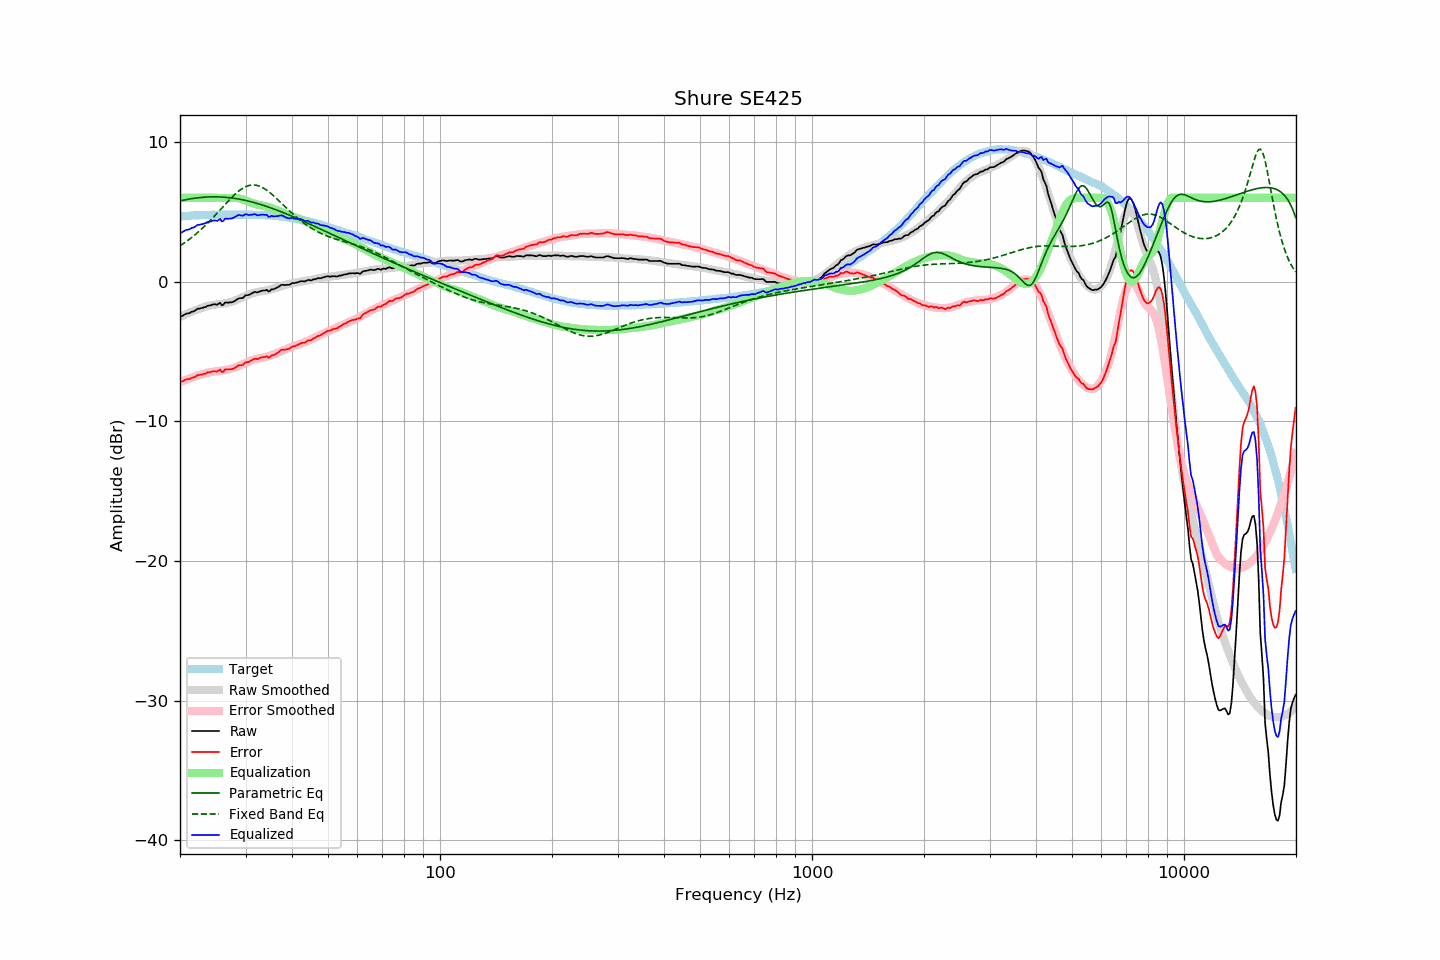 Shure SE425
Amplitude (dBr)
10
0
−10
−20
−30
−40
Target
Raw Smoothed
Error Smoothed
Raw
Error
Equalization
Parametric Eq
Fixed Band Eq
Equalized
100
1000
10000
Frequency (Hz)